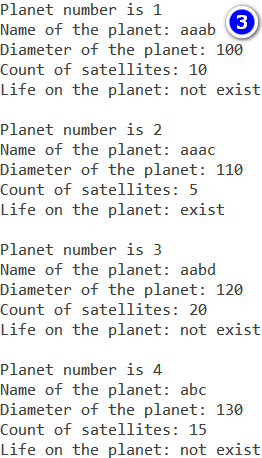 Planet number is 1
3
Name of the planet: aaab
Diameter of the planet: 100
Count of satellites: 10
Life on the planet: not exist
Planet number is 2
Name of the planet: aaac
Diameter of the planet: 110
Count of satellites: 5
Life on the planet: exist
Planet number is 3
Name of the planet: aabd
Diameter of the planet: 120
Count of satellites: 20
Life on the planet: not exist
Planet number is 4
Name of the planet: abc
Diameter of the planet: 130
Count of satellites: 15
Life on the planet: not exist